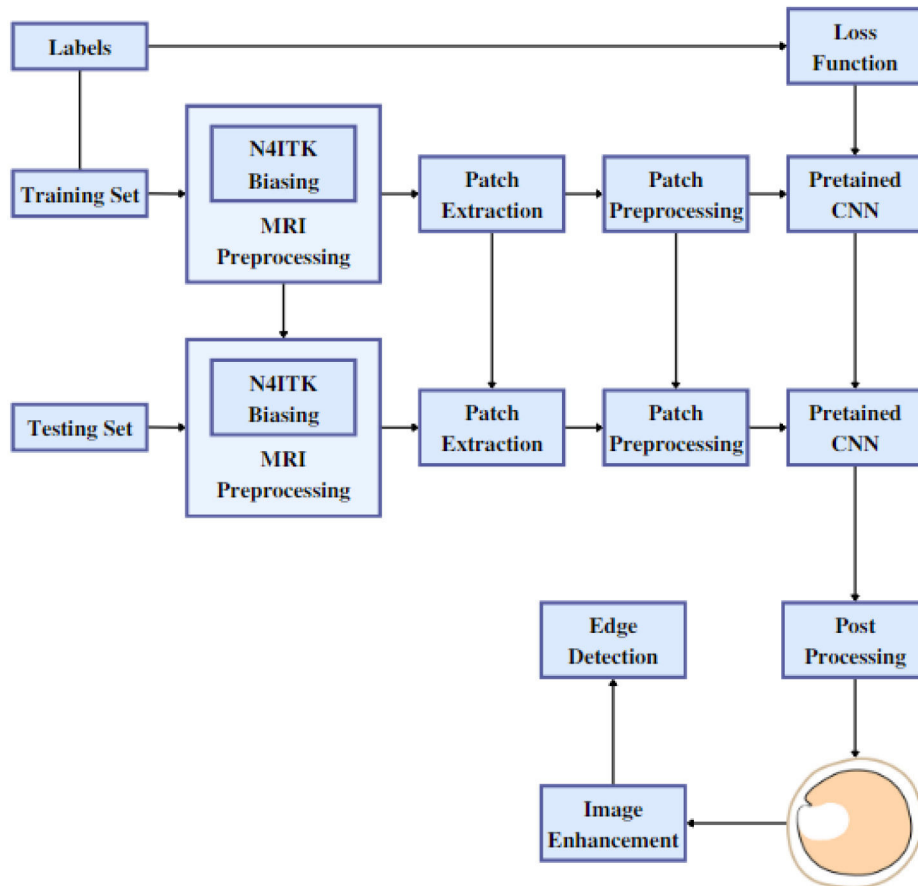 Labels
Loss
Function
Training Set
N4ITK
Biasing
MRI
Preprocessing
Patch
Extraction
Patch
Preprocessing
Pretained
CNN
Testing Set
N4ITK
Biasing
MRI
Preprocessing
Patch
Extraction
Patch
Preprocessing
Pretained
CNN
Edge
Detection
Post
Processing
Image
Enhancement